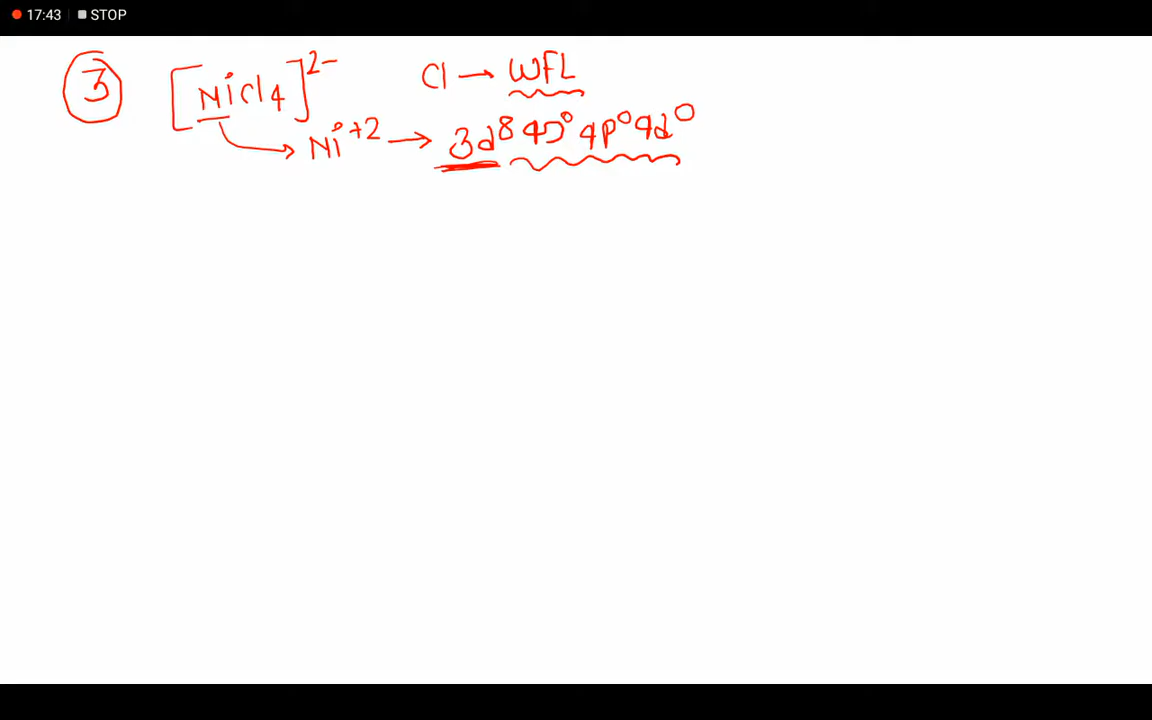 17:43 STOP
③ [NiCl4]²⁻ Cl → WFL
Ni⁺² → 3d⁸ 4s⁰ 4p⁰ 4d⁰